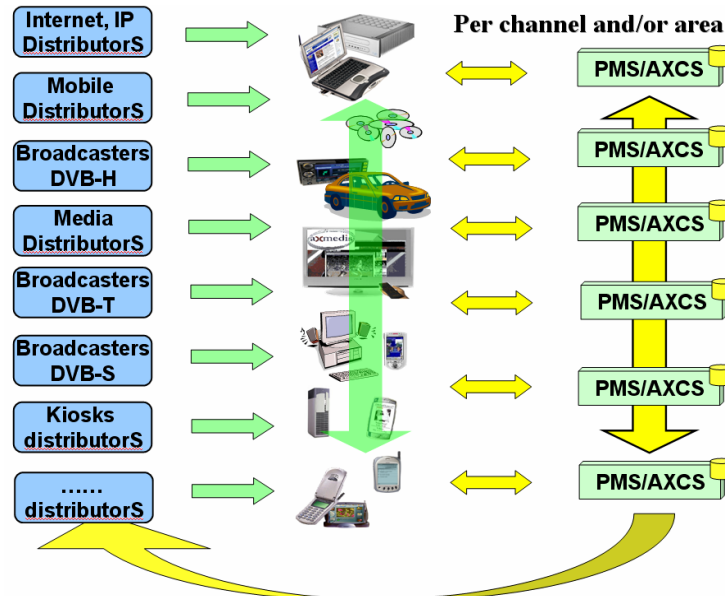 Internet, IP
DistributorS
Per channel and/or area
PMS/AXCS
Mobile
DistributorS
Broadcasters
DVB-H
PMS/AXCS
Media
DistributorS
axmedis
PMS/AXCS
Broadcasters
DVB-T
PMS/AXCS
Broadcasters
DVB-S
PMS/AXCS
Kiosks
distributorS
......
distributorS
PMS/AXCS